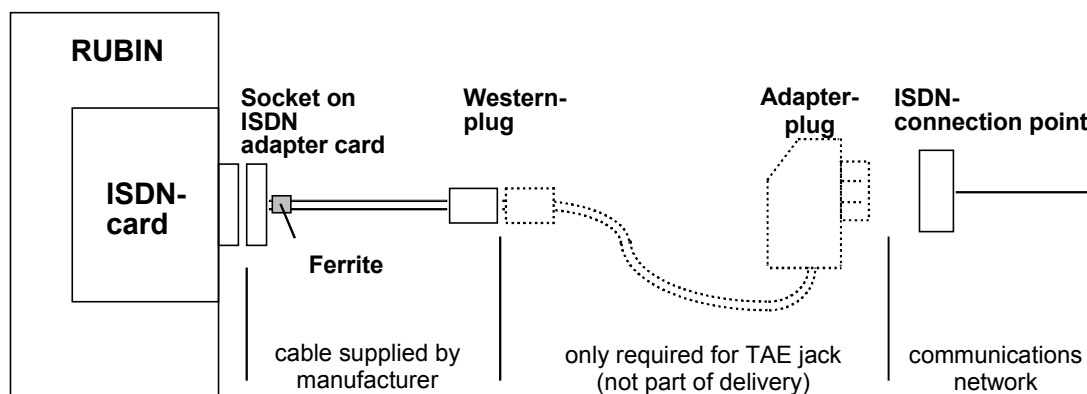 RUBIN
ISDN-
card
Socket on
ISDN
adapter card
Ferrite
Western-
plug
Adapter-
plug
ISDN-
connection point
cable supplied by
manufacturer
only required for TAE jack
(not part of delivery)
communications
network